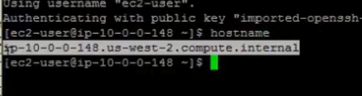 Using username "ec2-user".
Authenticating with public key "imported-openssh-
[ec2-user@ip-10-0-0-148 ~]$ hostname
ip-10-0-0-148.us-west-2.compute.internal
[ec2-user@ip-10-0-0-148 ~]$